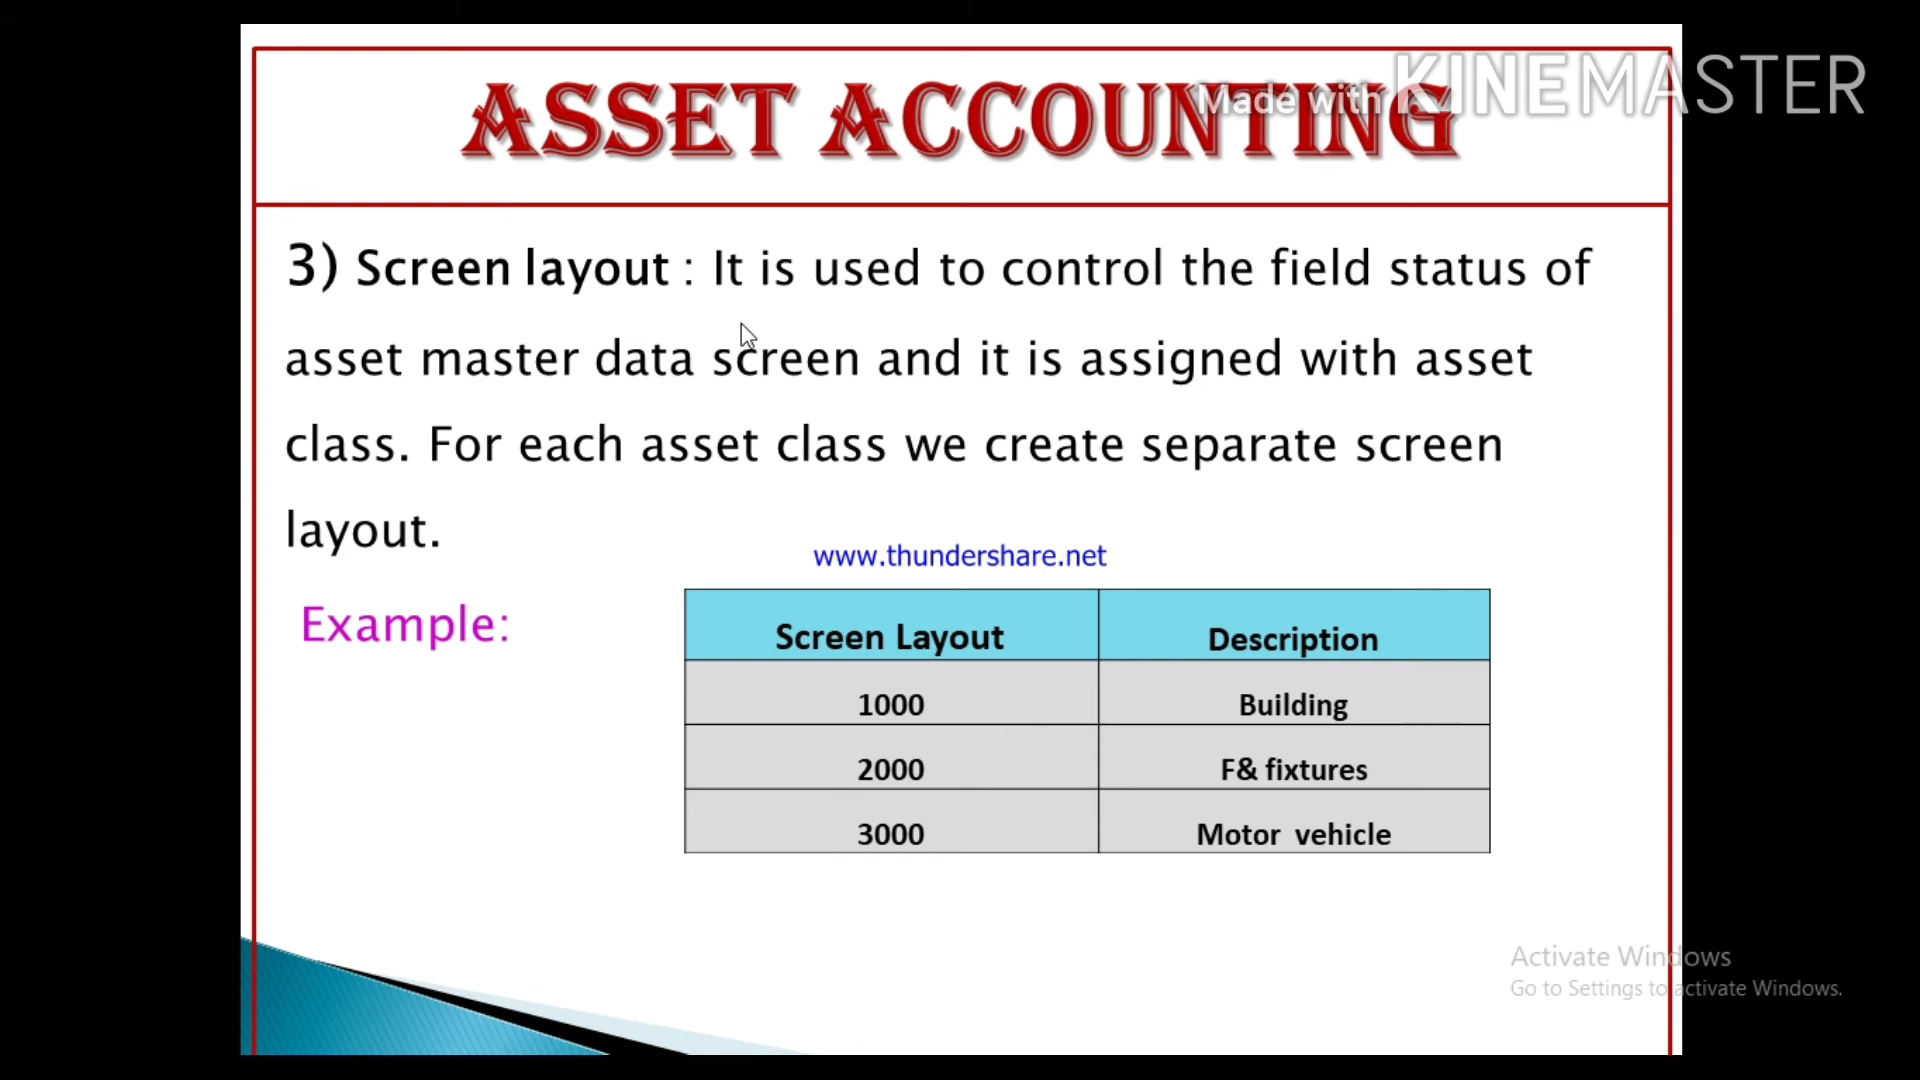 ASSET ACCOUNTING
Made with KINEMASTER
3) Screen layout : It is used to control the field status of
asset master data screen and it is assigned with asset
class. For each asset class we create separate screen
layout.
www.thundershare.net
Example:
Screen Layout Description
1000 Building
2000 F& fixtures
3000 Motor vehicle
Activate Windows
Go to Settings to activate Windows.